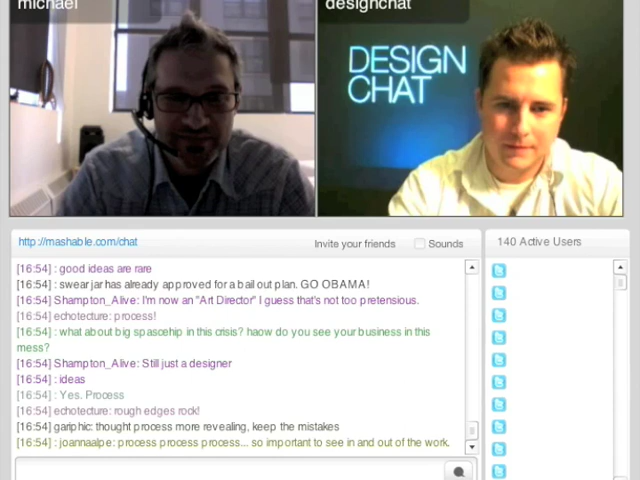 michael
designchat
DESIGN
CHAT
http://mashable.com/chat
Invite your friends
Sounds
140 Active Users
[16:54] : good ideas are rare
[16:54] : swear jar has already approved for a bail out plan. GO OBAMA!
[16:54] Shampton_Alive: I'm now an "Art Director" I guess that's not too pretensious.
[16:54] echotecture: process!
[16:54] : what about big spascehip in this crisis? haow do you see your business in this
mess?
[16:54] Shampton_Alive: Still just a designer
[16:54] : ideas
[16:54] : Yes. Process
[16:54] echotecture: rough edges rock!
[16:54] gariphic: thought process more revealing, keep the mistakes
[16:54] : joannaalpe: process process process... so important to see in and out of the work.